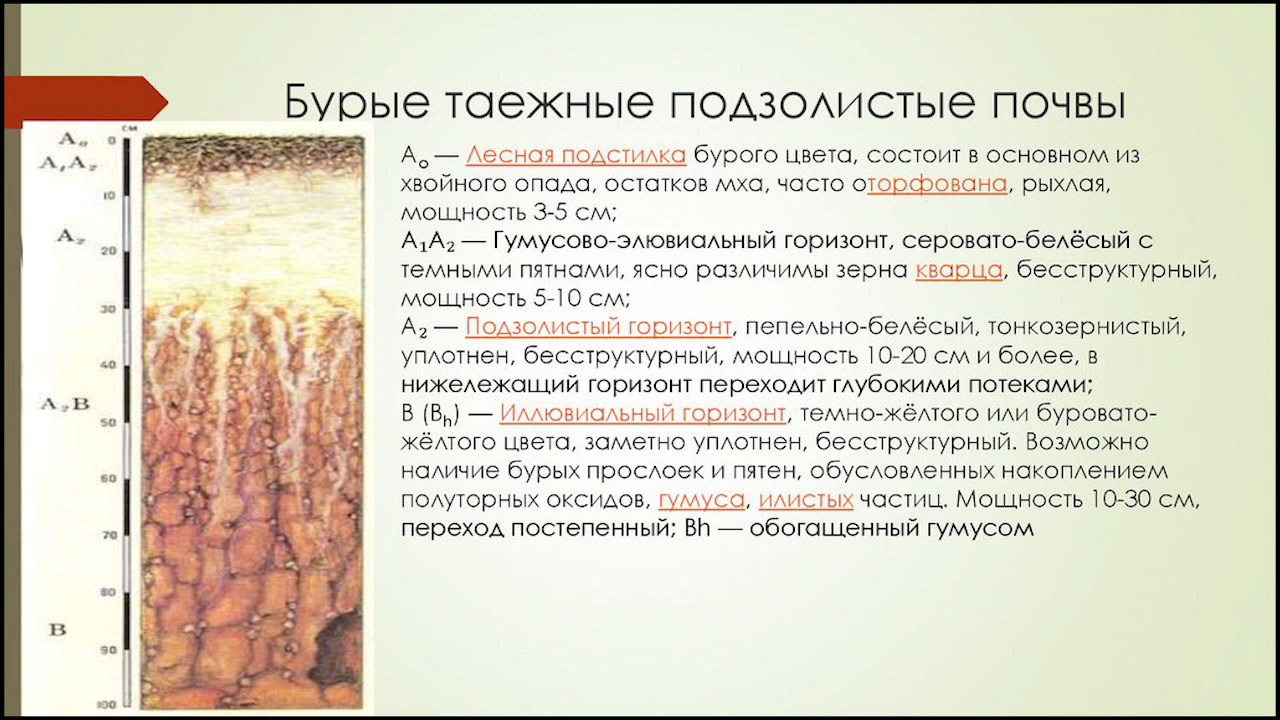 Бурые таежные подзолистые почвы
см
A₀ 0
A₁A₂
10
A₂
20
30
40
A₂B
50
60
70
80
B
90
100
A₀ — Лесная подстилка бурого цвета, состоит в основном из
хвойного опада, остатков мха, часто оторфована, рыхлая,
мощность 3-5 см;
A₁A₂ — Гумусово-элювиальный горизонт, серовато-белёсый с
темными пятнами, ясно различимы зерна кварца, бесструктурный,
мощность 5-10 см;
A₂ — Подзолистый горизонт, пепельно-белёсый, тонкозернистый,
уплотнен, бесструктурный, мощность 10-20 см и более, в
нижележащий горизонт переходит глубокими потеками;
B (Bₕ) — Иллювиальный горизонт, темно-жёлтого или буровато-
жёлтого цвета, заметно уплотнен, бесструктурный. Возможно
наличие бурых прослоек и пятен, обусловленных накоплением
полуторных оксидов, гумуса, илистых частиц. Мощность 10-30 см,
переход постепенный; Bh — обогащенный гумусом